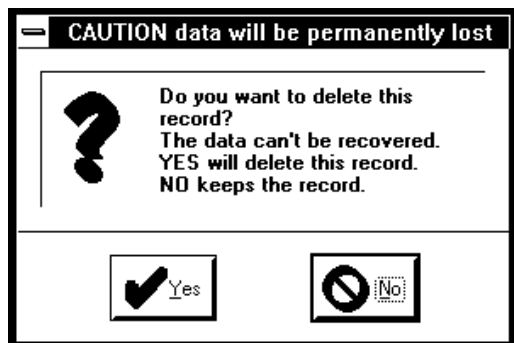 CAUTION data will be permanently lost
Do you want to delete this
record?
The data can't be recovered.
YES will delete this record.
NO keeps the record.
Yes
No